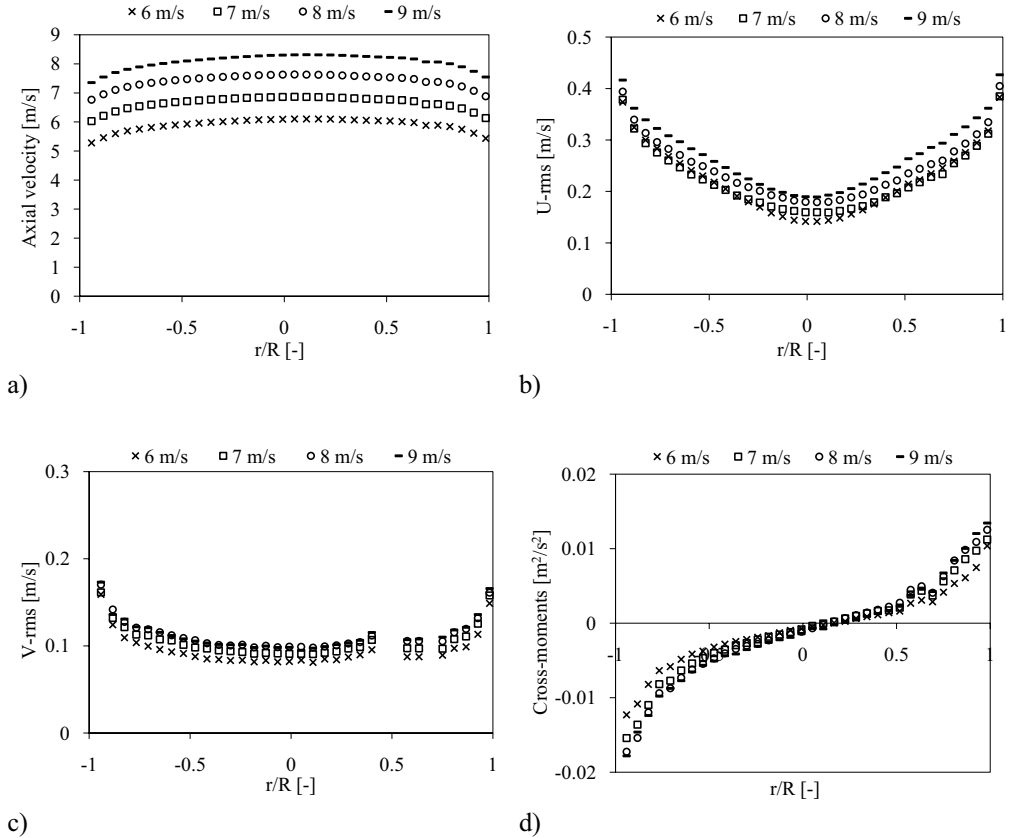 × 6 m/s □ 7 m/s ○ 8 m/s - 9 m/s
Axial velocity [m/s]
9
8
7
6
5
4
3
2
1
0
-1 -0.5 0 0.5 1
r/R [-]
a)
× 6 m/s □ 7 m/s ○ 8 m/s - 9 m/s
U-rms [m/s]
0.5
0.4
0.3
0.2
0.1
0
-1 -0.5 0 0.5 1
r/R [-]
b)
× 6 m/s □ 7 m/s ○ 8 m/s - 9 m/s
V-rms [m/s]
0.3
0.2
0.1
0
-1 -0.5 0 0.5 1
r/R [-]
c)
× 6 m/s □ 7 m/s ○ 8 m/s - 9 m/s
Cross-moments [m²/s²]
0.02
0.01
0
-0.01
-0.02
-1 -0.5 0 0.5 1
r/R [-]
d)